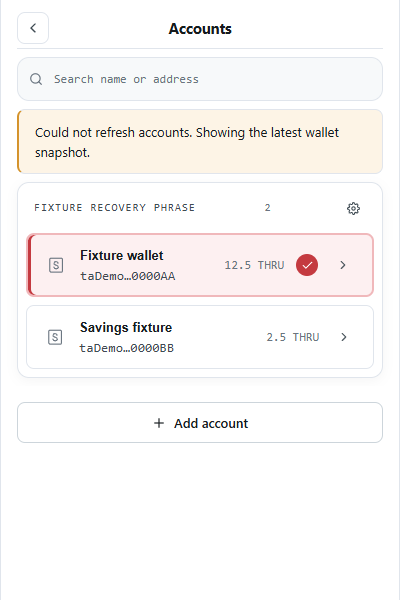 Accounts
Search name or address
Could not refresh accounts. Showing the latest wallet
snapshot.
FIXTURE RECOVERY PHRASE 2
S Fixture wallet 12.5 THRU
taDemo…0000AA
S Savings fixture 2.5 THRU
taDemo…0000BB
+ Add account